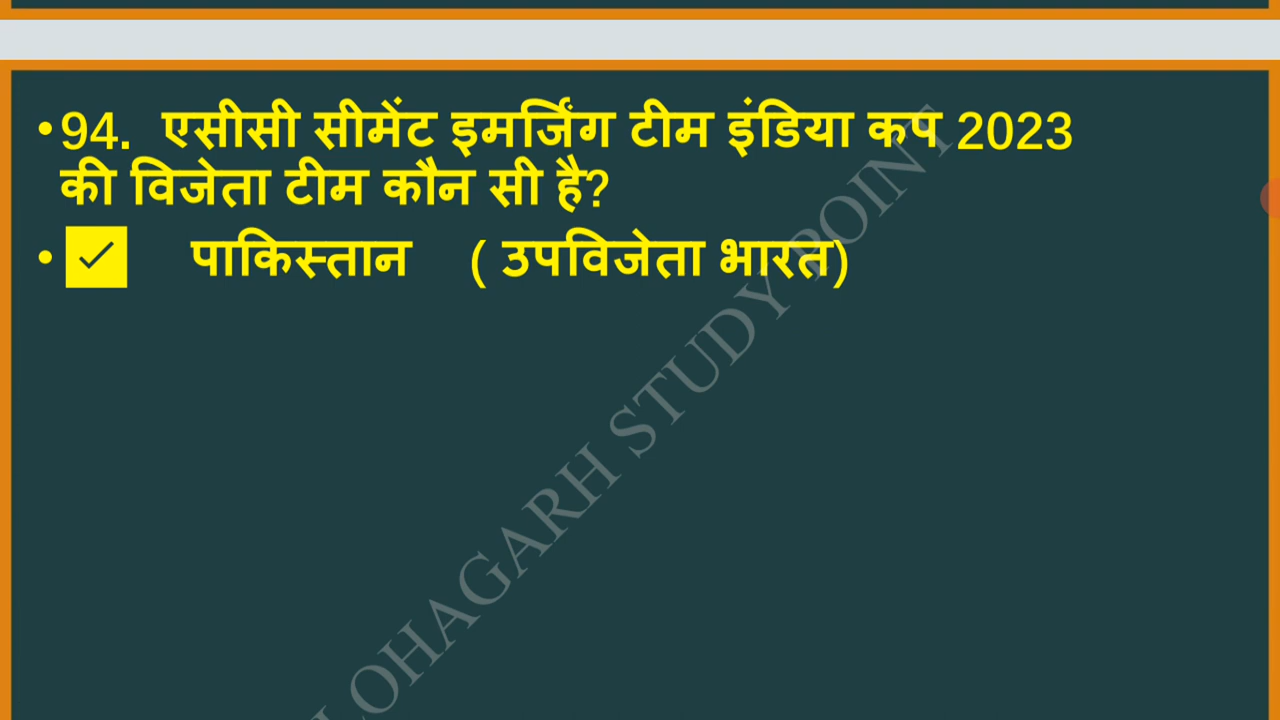 •94. एसीसी सीमेंट इमर्जिंग टीम इंडिया कप 2023
की विजेता टीम कौन सी है?
• ✓ पाकिस्तान ( उपविजेता भारत)
LOHAGARH STUDY POINT